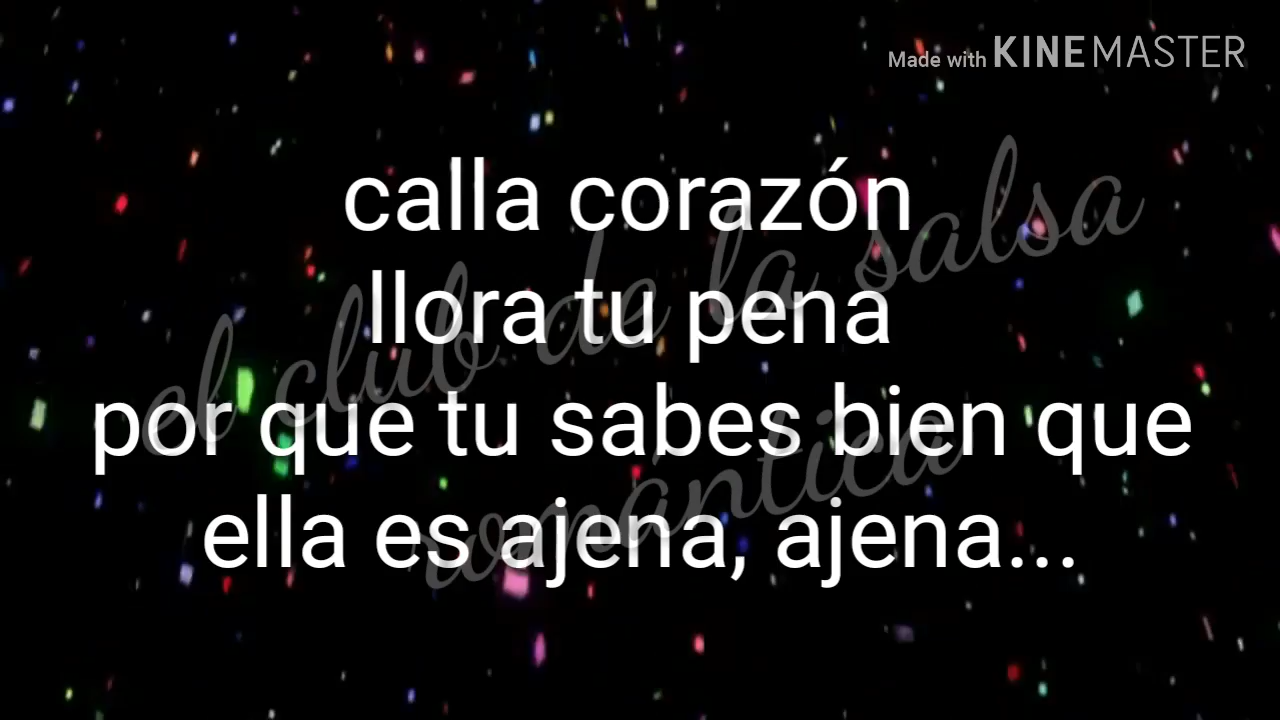 Made with KINEMASTER
calla corazón
llora tu pena
por que tu sabes bien que
ella es ajena, ajena...
el club de la salsa
romántica